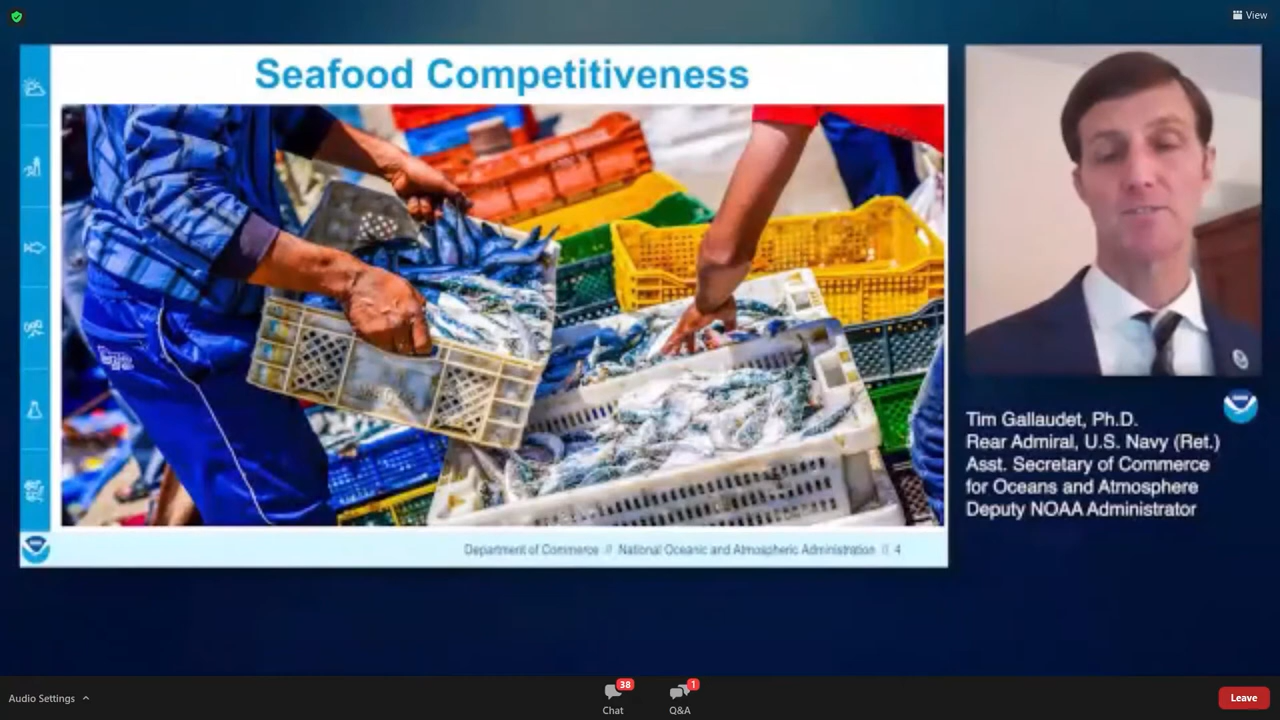 View
Seafood Competitiveness
Tim Gallaudet, Ph.D.
Rear Admiral, U.S. Navy (Ret.)
Asst. Secretary of Commerce
for Oceans and Atmosphere
Deputy NOAA Administrator
Department of Commerce // National Oceanic and Atmospheric Administration || 4
Audio Settings
38
Chat
1
Q&A
Leave